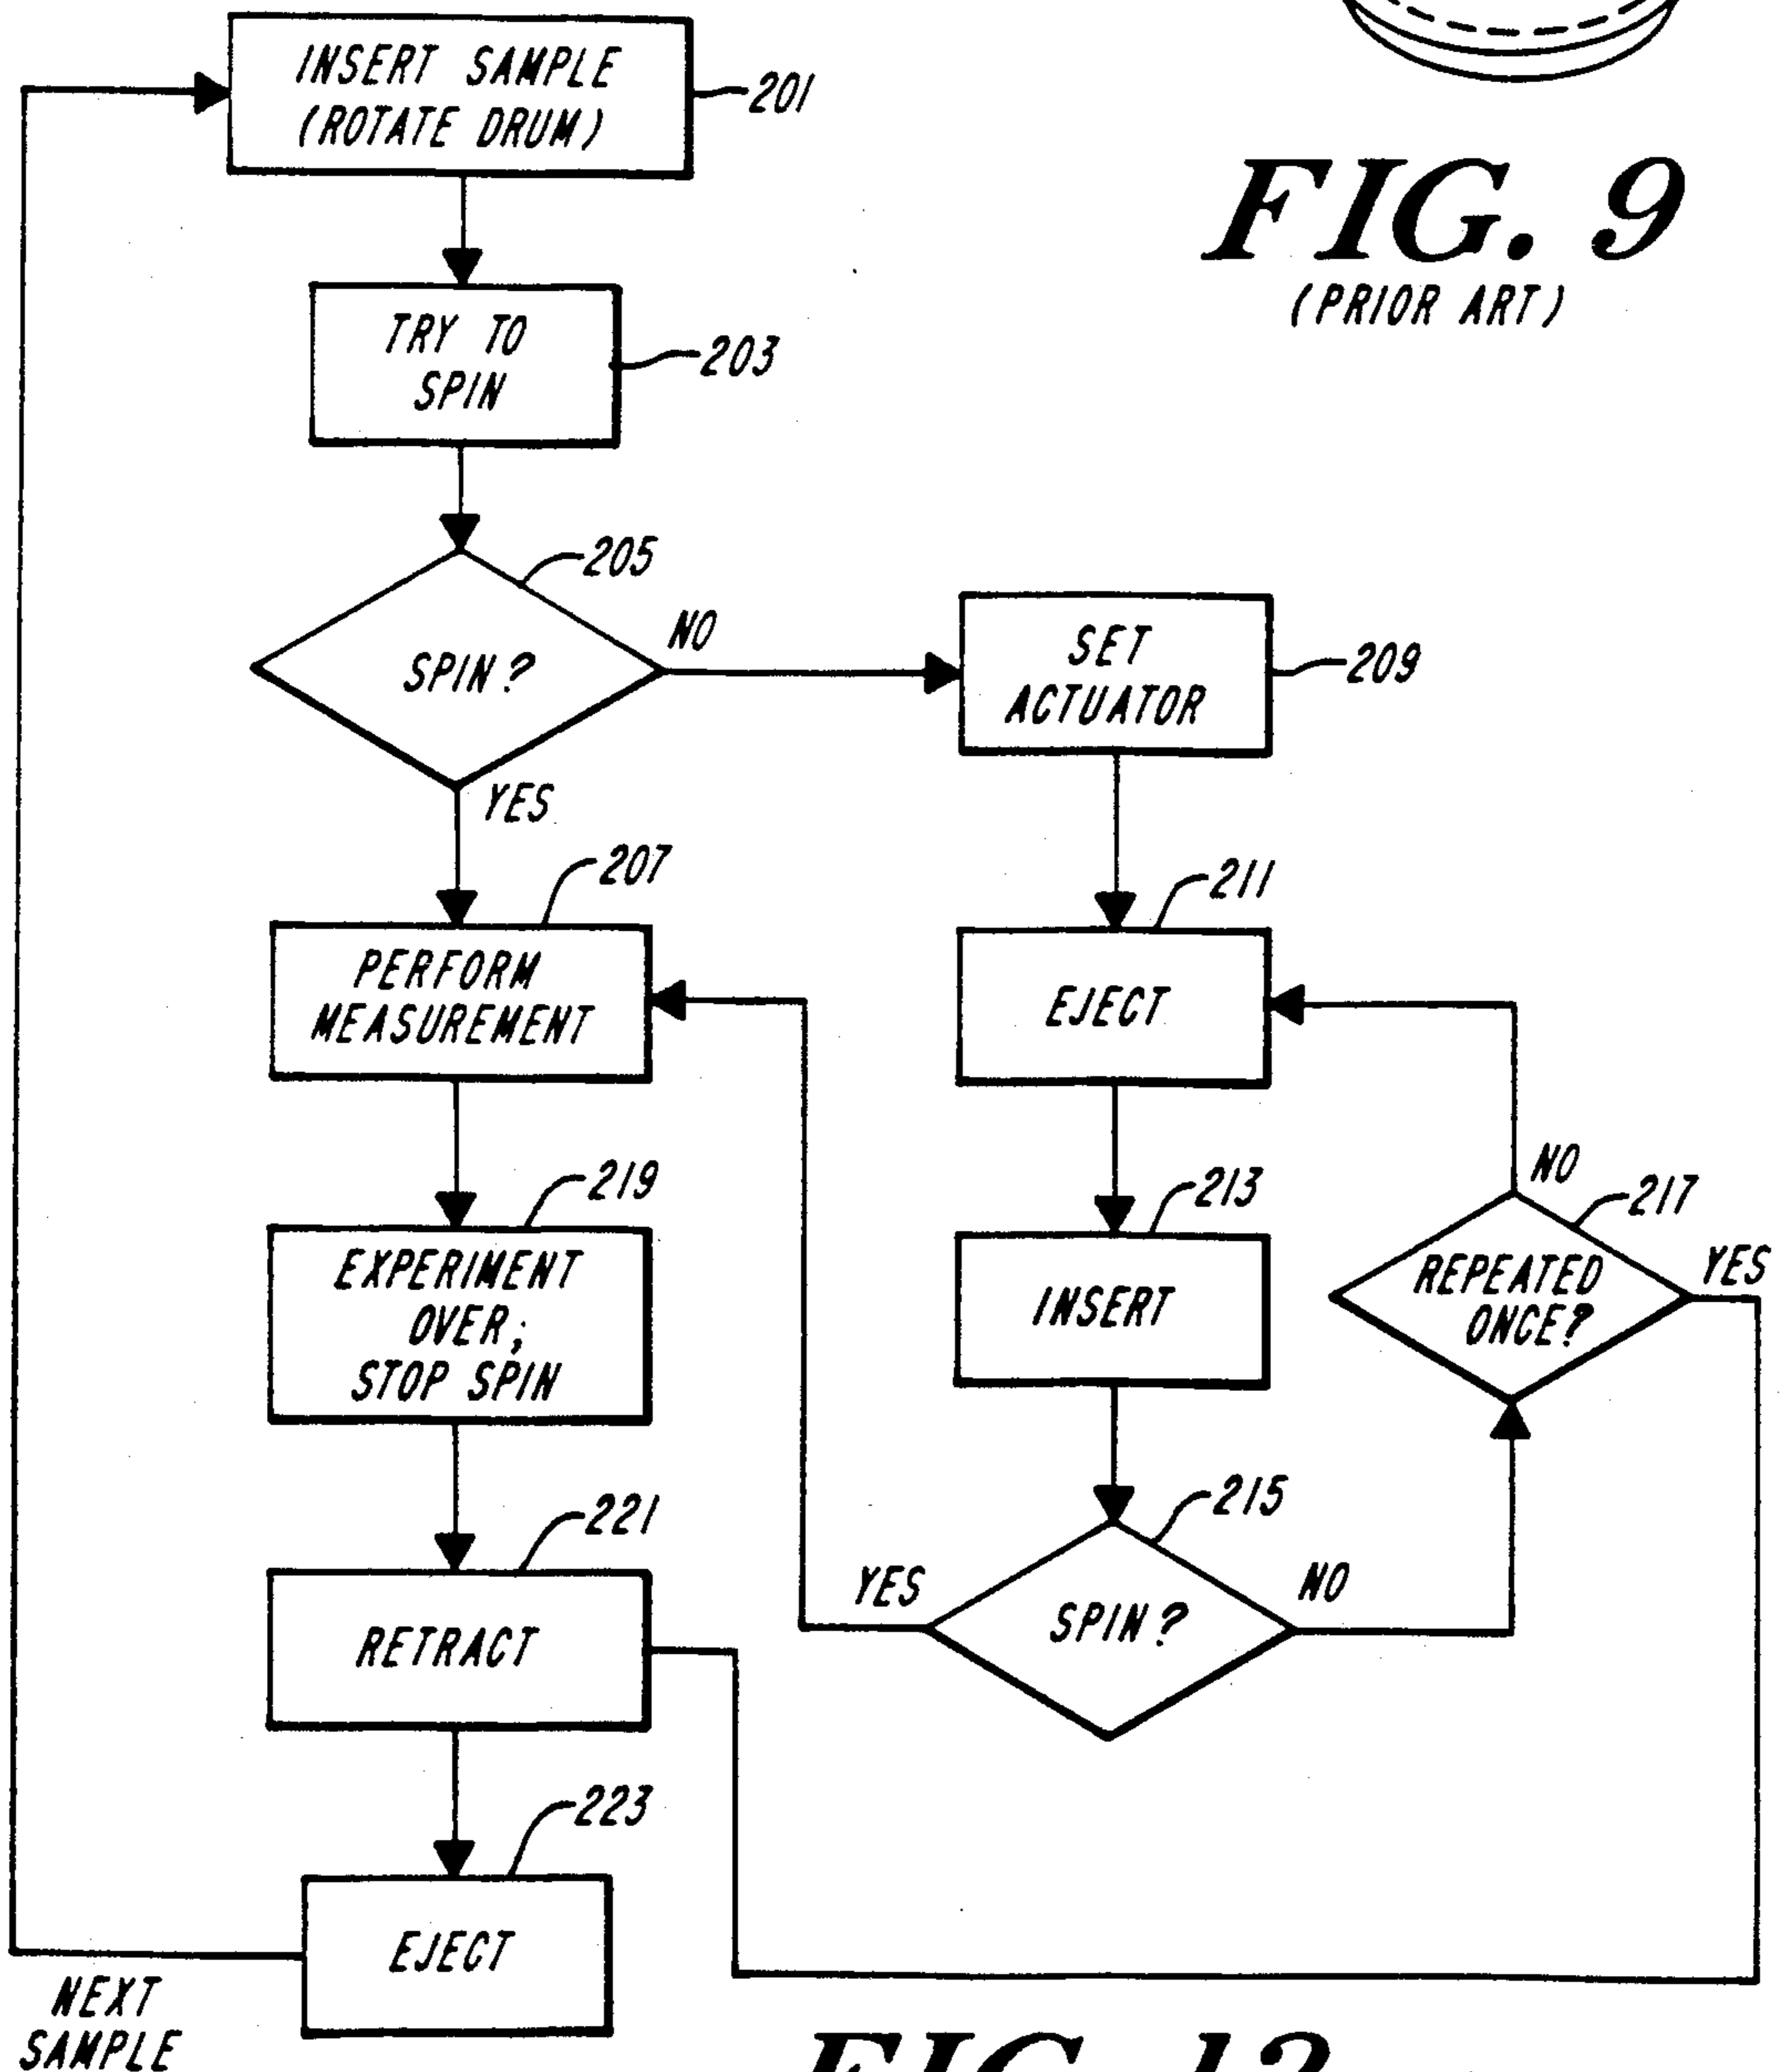 INSERT SAMPLE
(ROTATE DRUM)
201
FIG. 9
(PRIOR ART)
TRY TO
SPIN
203
205
SPIN?
NO
YES
SET
ACTUATOR
209
207
PERFORM
MEASUREMENT
211
EJECT
219
EXPERIMENT
OVER;
STOP SPIN
213
INSERT
NO
217
REPEATED
ONCE?
YES
215
YES
SPIN?
NO
221
RETRACT
223
EJECT
NEXT
SAMPLE